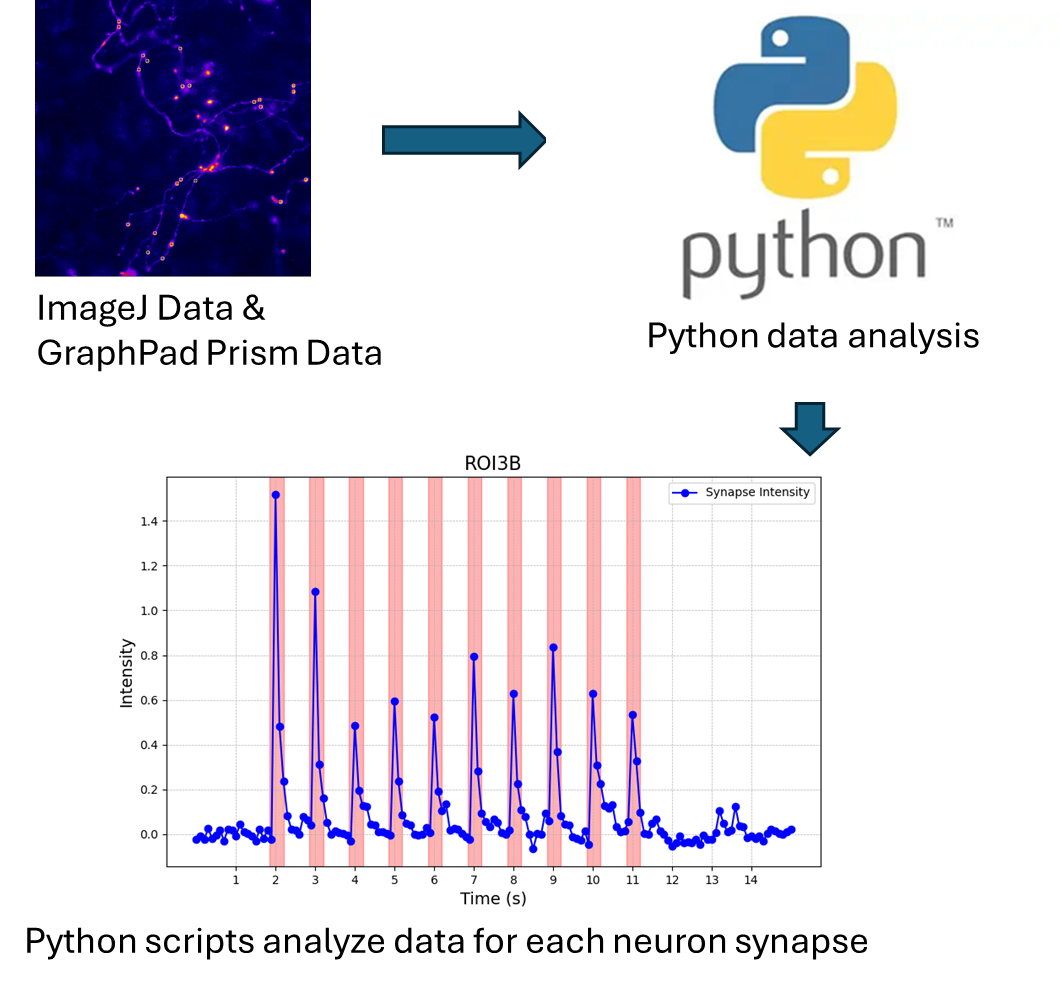 ImageJ Data &
GraphPad Prism Data
python™
Python data analysis
ROI3B
Synapse Intensity
Intensity
1.4
1.2
1.0
0.8
0.6
0.4
0.2
0.0
1 2 3 4 5 6 7 8 9 10 11 12 13 14
Time (s)
Python scripts analyze data for each neuron synapse